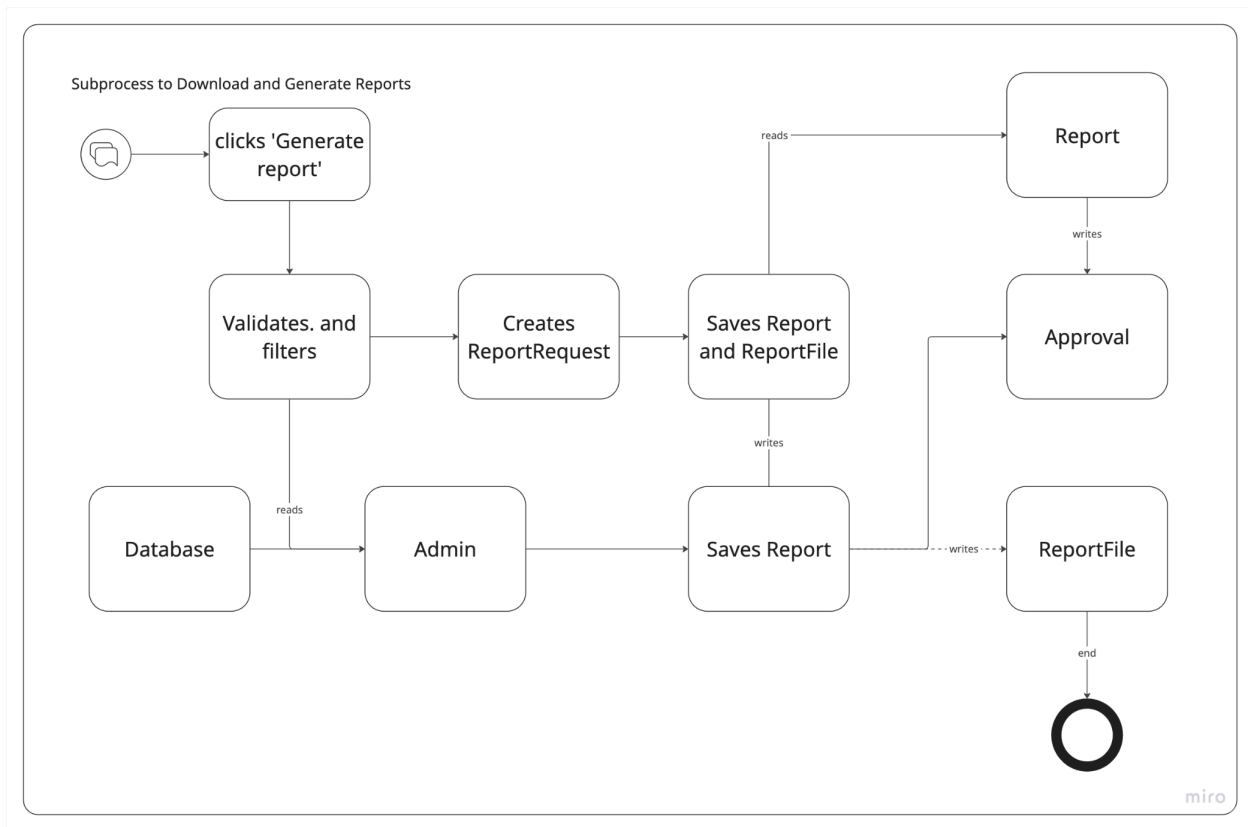 Subprocess to Download and Generate Reports
clicks 'Generate
report'
reads
Report
writes
Validates. and
filters
Creates
ReportRequest
Saves Report
and ReportFile
Approval
writes
reads
Database
Admin
Saves Report
writes
ReportFile
end
miro